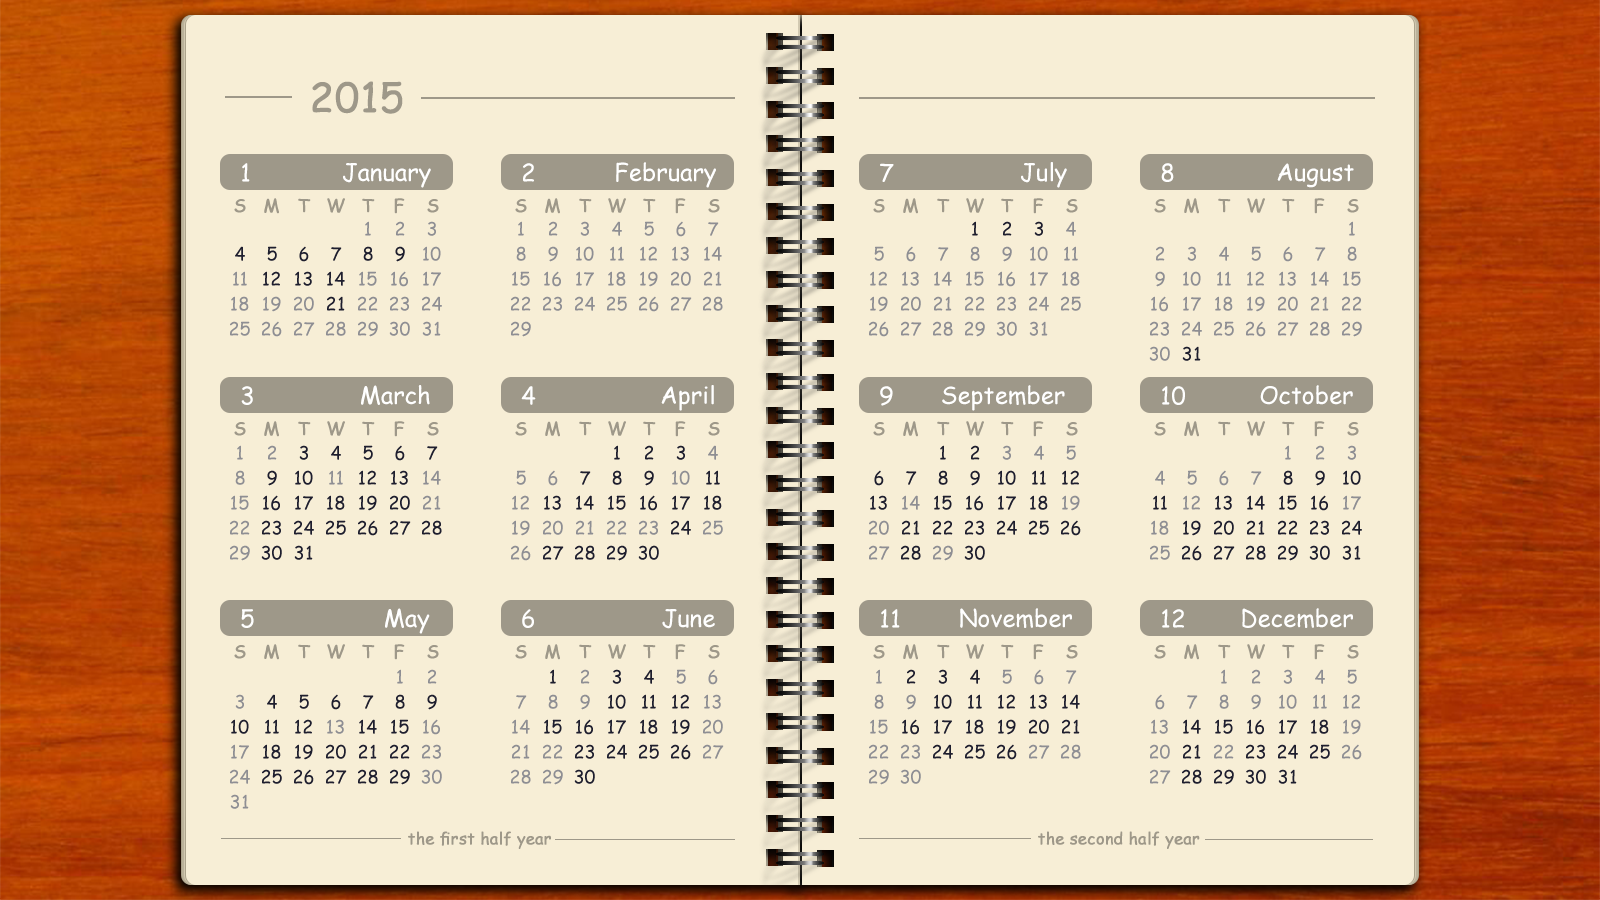 2015
1 January
S M T W T F S
1 2 3
4 5 6 7 8 9 10
11 12 13 14 15 16 17
18 19 20 21 22 23 24
25 26 27 28 29 30 31
2 February
S M T W T F S
1 2 3 4 5 6 7
8 9 10 11 12 13 14
15 16 17 18 19 20 21
22 23 24 25 26 27 28
29
3 March
S M T W T F S
1 2 3 4 5 6 7
8 9 10 11 12 13 14
15 16 17 18 19 20 21
22 23 24 25 26 27 28
29 30 31
4 April
S M T W T F S
1 2 3 4
5 6 7 8 9 10 11
12 13 14 15 16 17 18
19 20 21 22 23 24 25
26 27 28 29 30
5 May
S M T W T F S
1 2
3 4 5 6 7 8 9
10 11 12 13 14 15 16
17 18 19 20 21 22 23
24 25 26 27 28 29 30
31
6 June
S M T W T F S
1 2 3 4 5 6
7 8 9 10 11 12 13
14 15 16 17 18 19 20
21 22 23 24 25 26 27
28 29 30
the first half year
7 July
S M T W T F S
1 2 3 4
5 6 7 8 9 10 11
12 13 14 15 16 17 18
19 20 21 22 23 24 25
26 27 28 29 30 31
8 August
S M T W T F S
1
2 3 4 5 6 7 8
9 10 11 12 13 14 15
16 17 18 19 20 21 22
23 24 25 26 27 28 29
30 31
9 September
S M T W T F S
1 2 3 4 5
6 7 8 9 10 11 12
13 14 15 16 17 18 19
20 21 22 23 24 25 26
27 28 29 30
10 October
S M T W T F S
1 2 3
4 5 6 7 8 9 10
11 12 13 14 15 16 17
18 19 20 21 22 23 24
25 26 27 28 29 30 31
11 November
S M T W T F S
1 2 3 4 5 6 7
8 9 10 11 12 13 14
15 16 17 18 19 20 21
22 23 24 25 26 27 28
29 30
12 December
S M T W T F S
1 2 3 4 5
6 7 8 9 10 11 12
13 14 15 16 17 18 19
20 21 22 23 24 25 26
27 28 29 30 31
the second half year